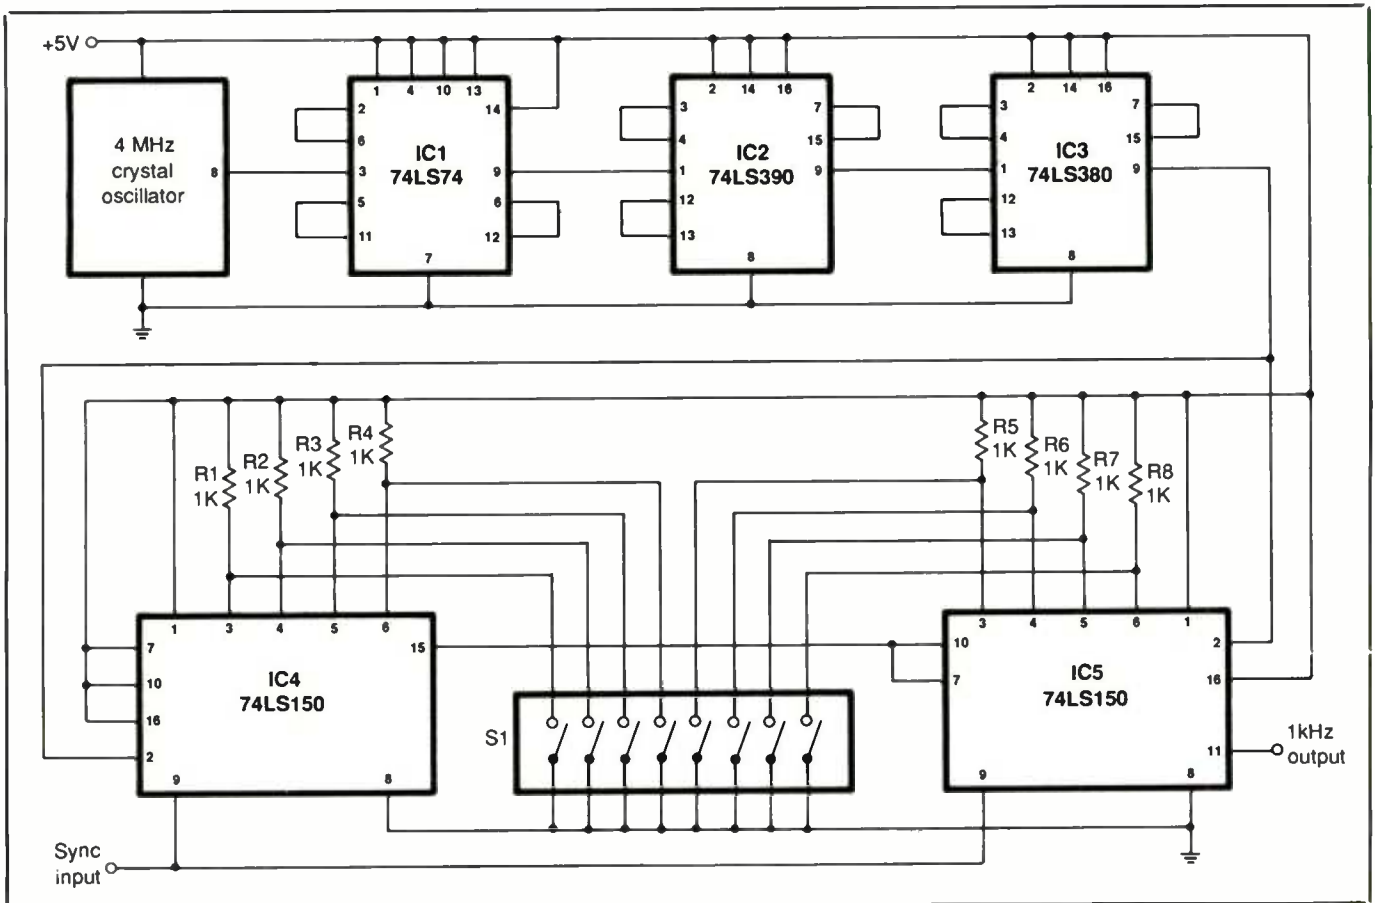 +5V
4 MHz
crystal
oscillator
8
1 4 10 13
2
6
3
5
11
14
9
6
12
7
IC1
74LS74
2 14 16
3
4
1
12
13
7
15
9
8
IC2
74LS390
2 14 16
3
4
1
12
13
7
15
9
8
IC3
74LS380
R1
1K
R2
1K
R3
1K
R4
1K
R5
1K
R6
1K
R7
1K
R8
1K
1 3 4 5 6
7
10
16
2
15
9 8
IC4
74LS150
S1
3 4 5 6 1
10
7
2
16
11
9 8
IC5
74LS150
1kHz
output
Sync
input